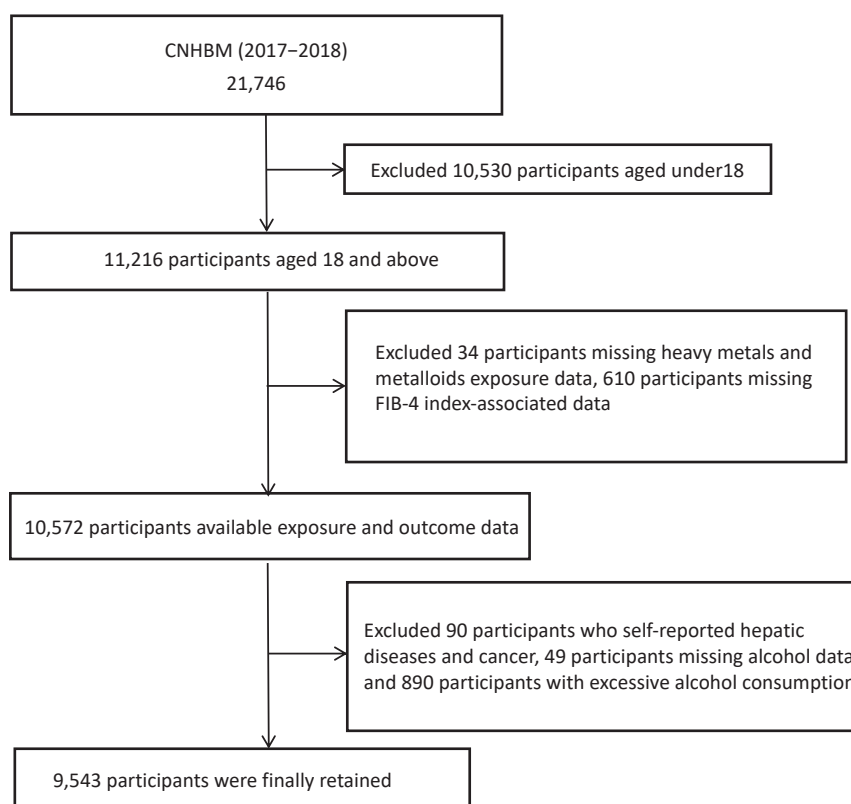 CNHBM (2017−2018)
21,746
Excluded 10,530 participants aged under18
11,216 participants aged 18 and above
Excluded 34 participants missing heavy metals and
metalloids exposure data, 610 participants missing
FIB-4 index-associated data
10,572 participants available exposure and outcome data
Excluded 90 participants who self-reported hepatic
diseases and cancer, 49 participants missing alcohol data
and 890 participants with excessive alcohol consumption
9,543 participants were finally retained